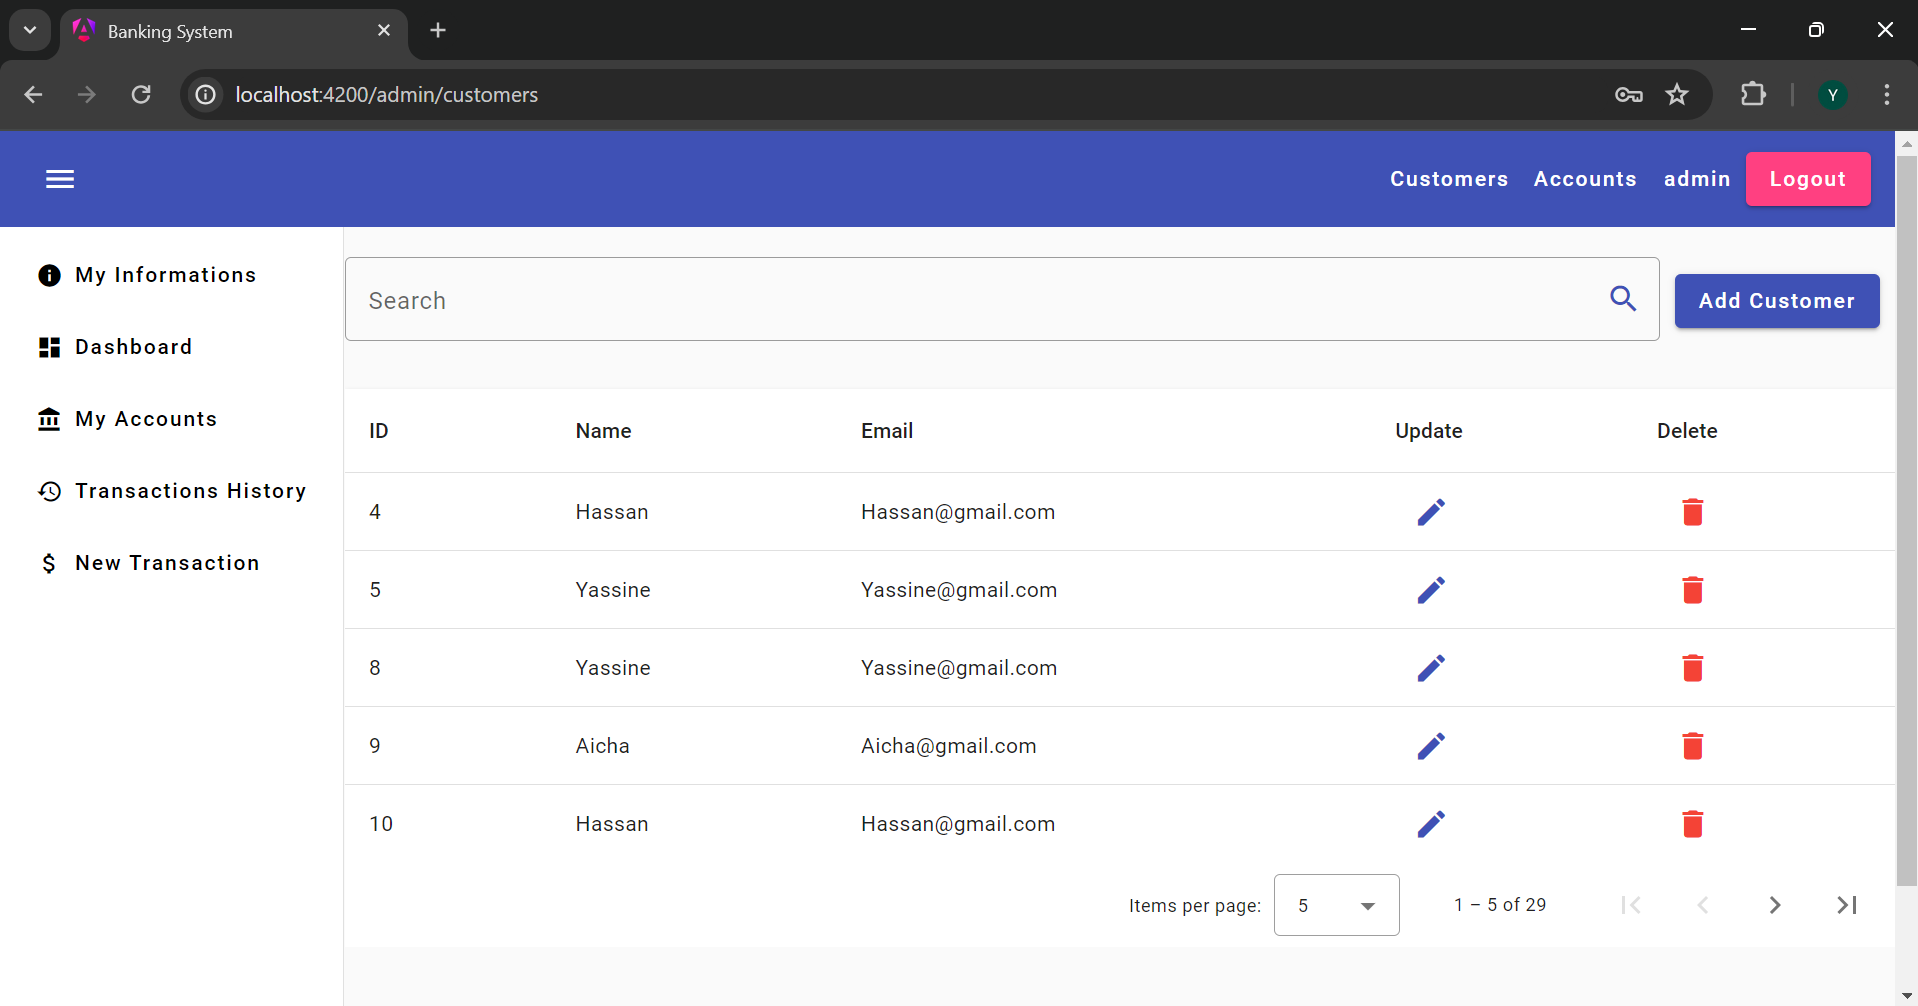 Banking System
localhost:4200/admin/customers
Y
Customers Accounts admin Logout
My Informations
Dashboard
My Accounts
Transactions History
New Transaction
Search
Add Customer
ID Name Email Update Delete
4 Hassan Hassan@gmail.com
5 Yassine Yassine@gmail.com
8 Yassine Yassine@gmail.com
9 Aicha Aicha@gmail.com
10 Hassan Hassan@gmail.com
Items per page: 5 1 – 5 of 29